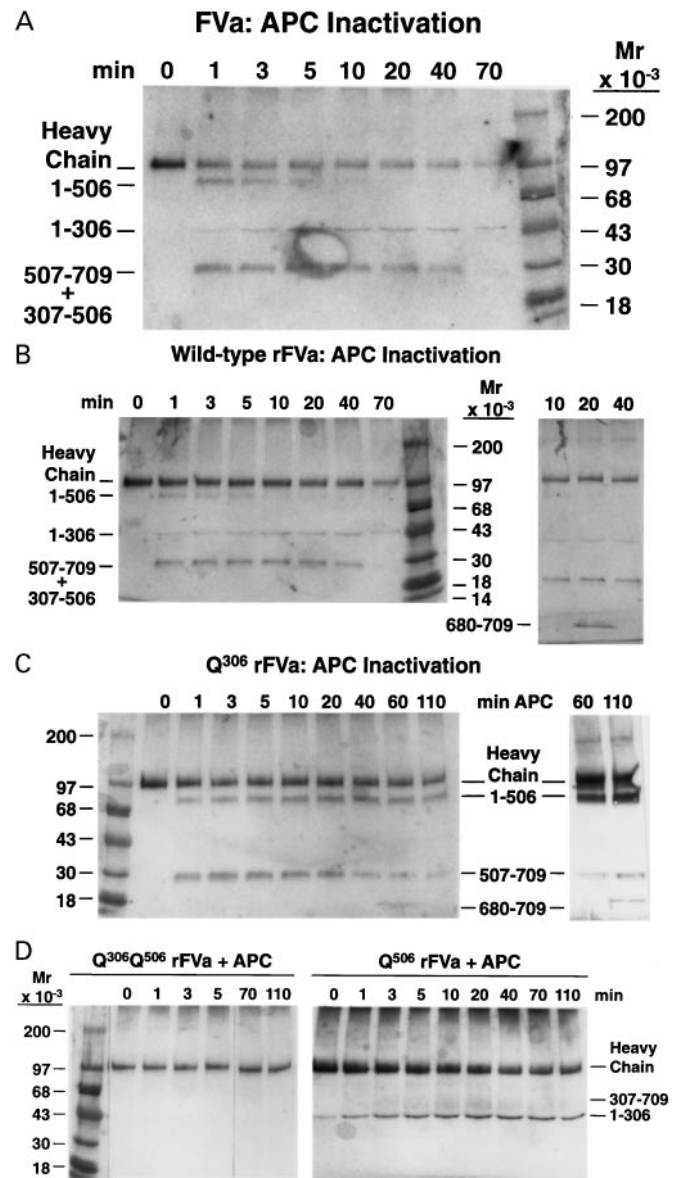 A
FVa: APC Inactivation
min 0 1 3 5 10 20 40 70
Mr
x 10⁻³
Heavy
Chain
1-506
1-306
507-709
+
307-506
200
97
68
43
30
18
B
Wild-type rFVa: APC Inactivation
min 0 1 3 5 10 20 40 70
Mr
x 10⁻³
10 20 40
Heavy
Chain
1-506
1-306
507-709
+
307-506
200
97
68
43
30
18
14
680-709
C
Q³⁰⁶ rFVa: APC Inactivation
0 1 3 5 10 20 40 60 110 min APC 60 110
200
97
68
43
30
18
Heavy
Chain
1-506
507-709
680-709
D
Q³⁰⁶Q⁵⁰⁶ rFVa + APC
Q⁵⁰⁶ rFVa + APC
Mr
x 10⁻³
0 1 3 5 70 110
0 1 3 5 10 20 40 70 110 min
200
97
68
43
30
18
Heavy
Chain
307-709
1-306